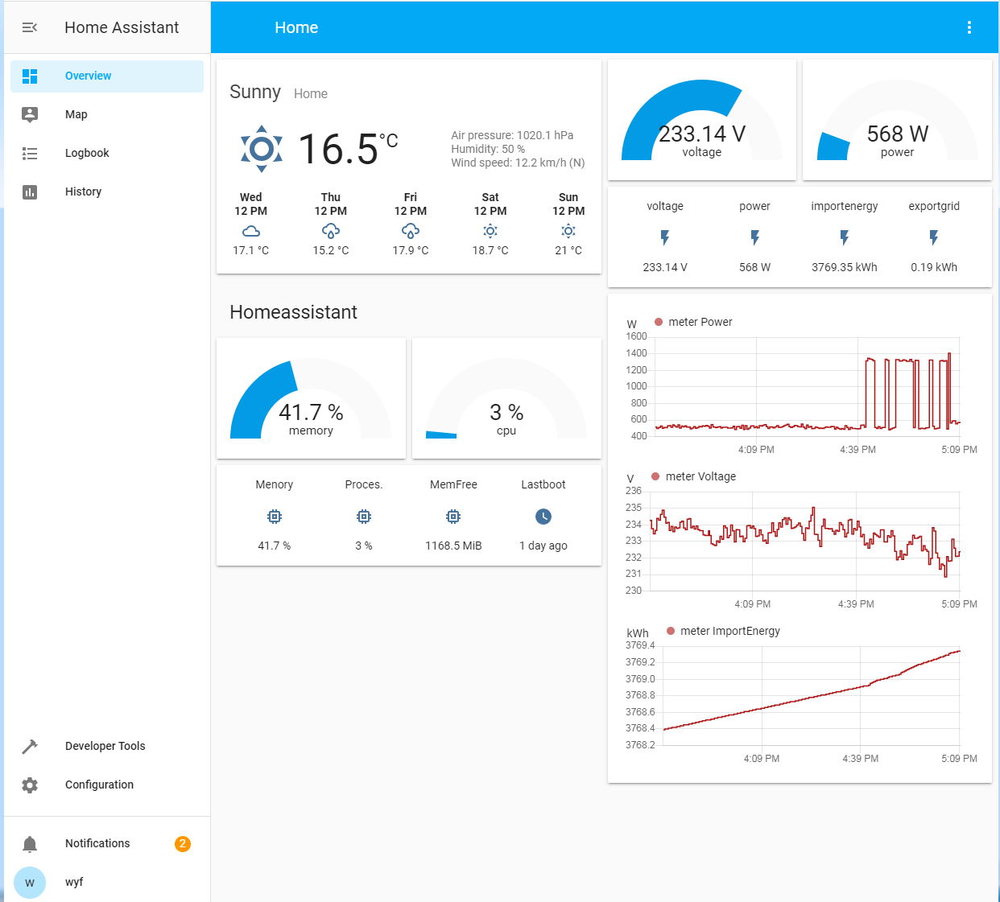 Home Assistant
Overview
Map
Logbook
History
Developer Tools
Configuration
Notifications 2
w wyf
Home
Sunny Home
16.5 °C
Air pressure: 1020.1 hPa
Humidity: 50 %
Wind speed: 12.2 km/h (N)
Wed Thu Fri Sat Sun
12 PM 12 PM 12 PM 12 PM 12 PM
17.1 °C 15.2 °C 17.9 °C 18.7 °C 21 °C
Homeassistant
41.7 %
memory
3 %
cpu
Menory Proces. MemFree Lastboot
41.7 % 3 % 1168.5 MiB 1 day ago
233.14 V
voltage
568 W
power
voltage power importenergy exportgrid
233.14 V 568 W 3769.35 kWh 0.19 kWh
W meter Power
1600
1400
1200
1000
800
600
400
4:09 PM 4:39 PM 5:09 PM
V meter Voltage
236
235
234
233
232
231
230
4:09 PM 4:39 PM 5:09 PM
kWh meter ImportEnergy
3769.4
3769.2
3769.0
3768.8
3768.6
3768.4
3768.2
4:09 PM 4:39 PM 5:09 PM